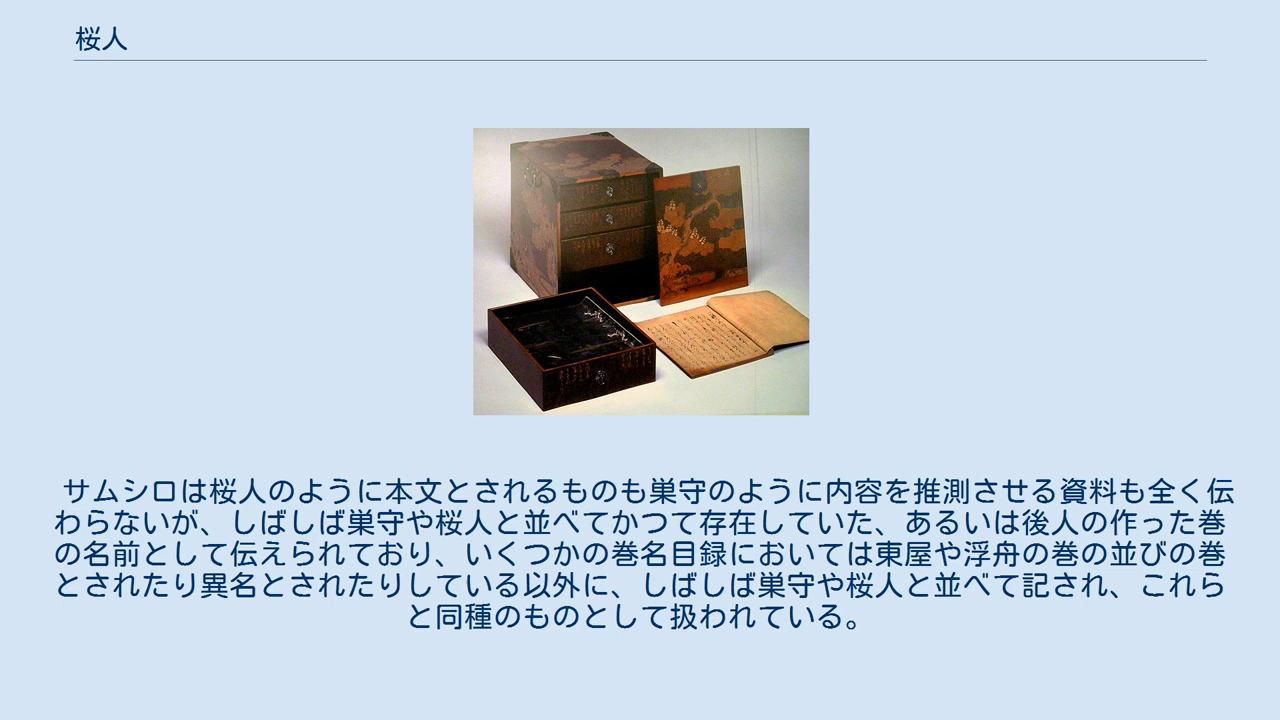 桜人
サムシロは桜人のように本文とされるものも巣守のように内容を推測させる資料も全く伝
わらないが、しばしば巣守や桜人と並べてかつて存在していた、あるいは後人の作った巻
の名前として伝えられており、いくつかの巻名目録においては東屋や浮舟の巻の並びの巻
とされたり異名とされたりしている以外に、しばしば巣守や桜人と並べて記され、これら
と同種のものとして扱われている。